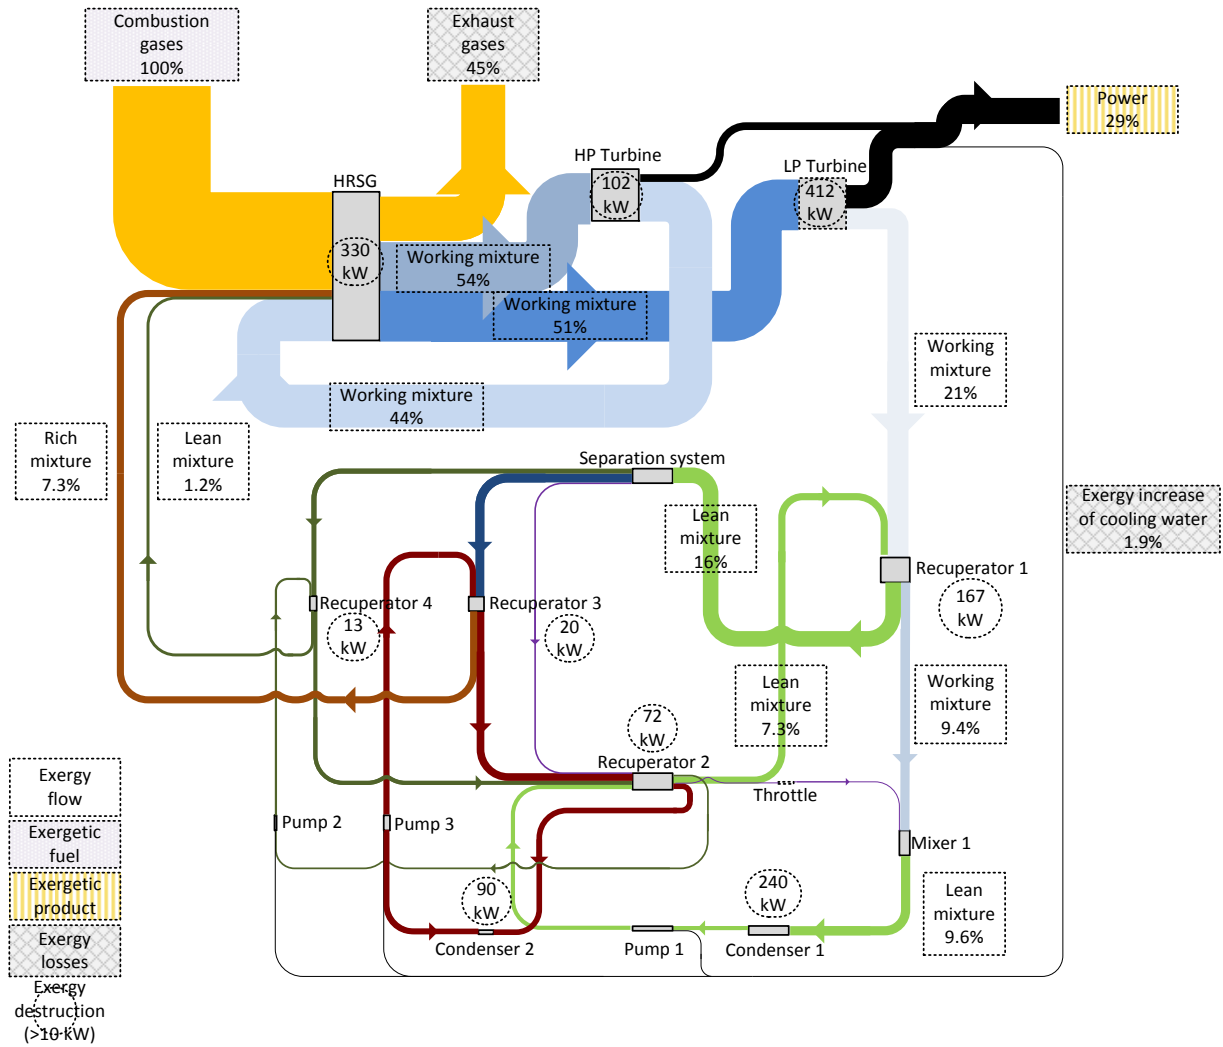 Combustion
gases
100%
Exhaust
gases
45%
Power
29%
HP Turbine
102
kW
LP Turbine
412
kW
HRSG
330
kW
Working mixture
54%
Working mixture
51%
Working mixture
44%
Working
mixture
21%
Rich
mixture
7.3%
Lean
mixture
1.2%
Separation system
Lean
mixture
16%
Exergy increase
of cooling water
1.9%
Recuperator 1
167
kW
Recuperator 4
13
kW
Recuperator 3
20
kW
Lean
mixture
7.3%
Working
mixture
9.4%
72
kW
Recuperator 2
Throttle
Exergy
flow
Exergetic
fuel
Exergetic
product
Exergy
losses
Exergy
destruction
(>10 kW)
Pump 2
Pump 3
Mixer 1
90
kW
Condenser 2
240
kW
Pump 1
Condenser 1
Lean
mixture
9.6%